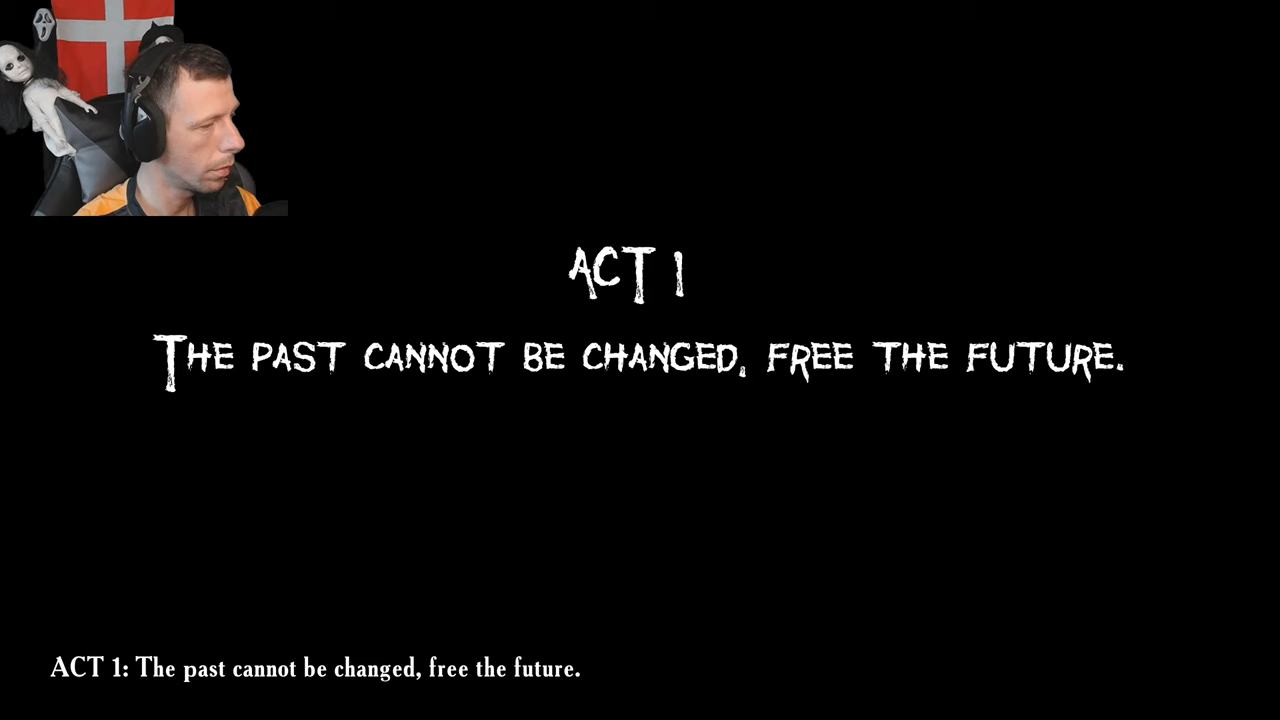 ACT 1
The past cannot be changed, free the future.
ACT 1: The past cannot be changed, free the future.